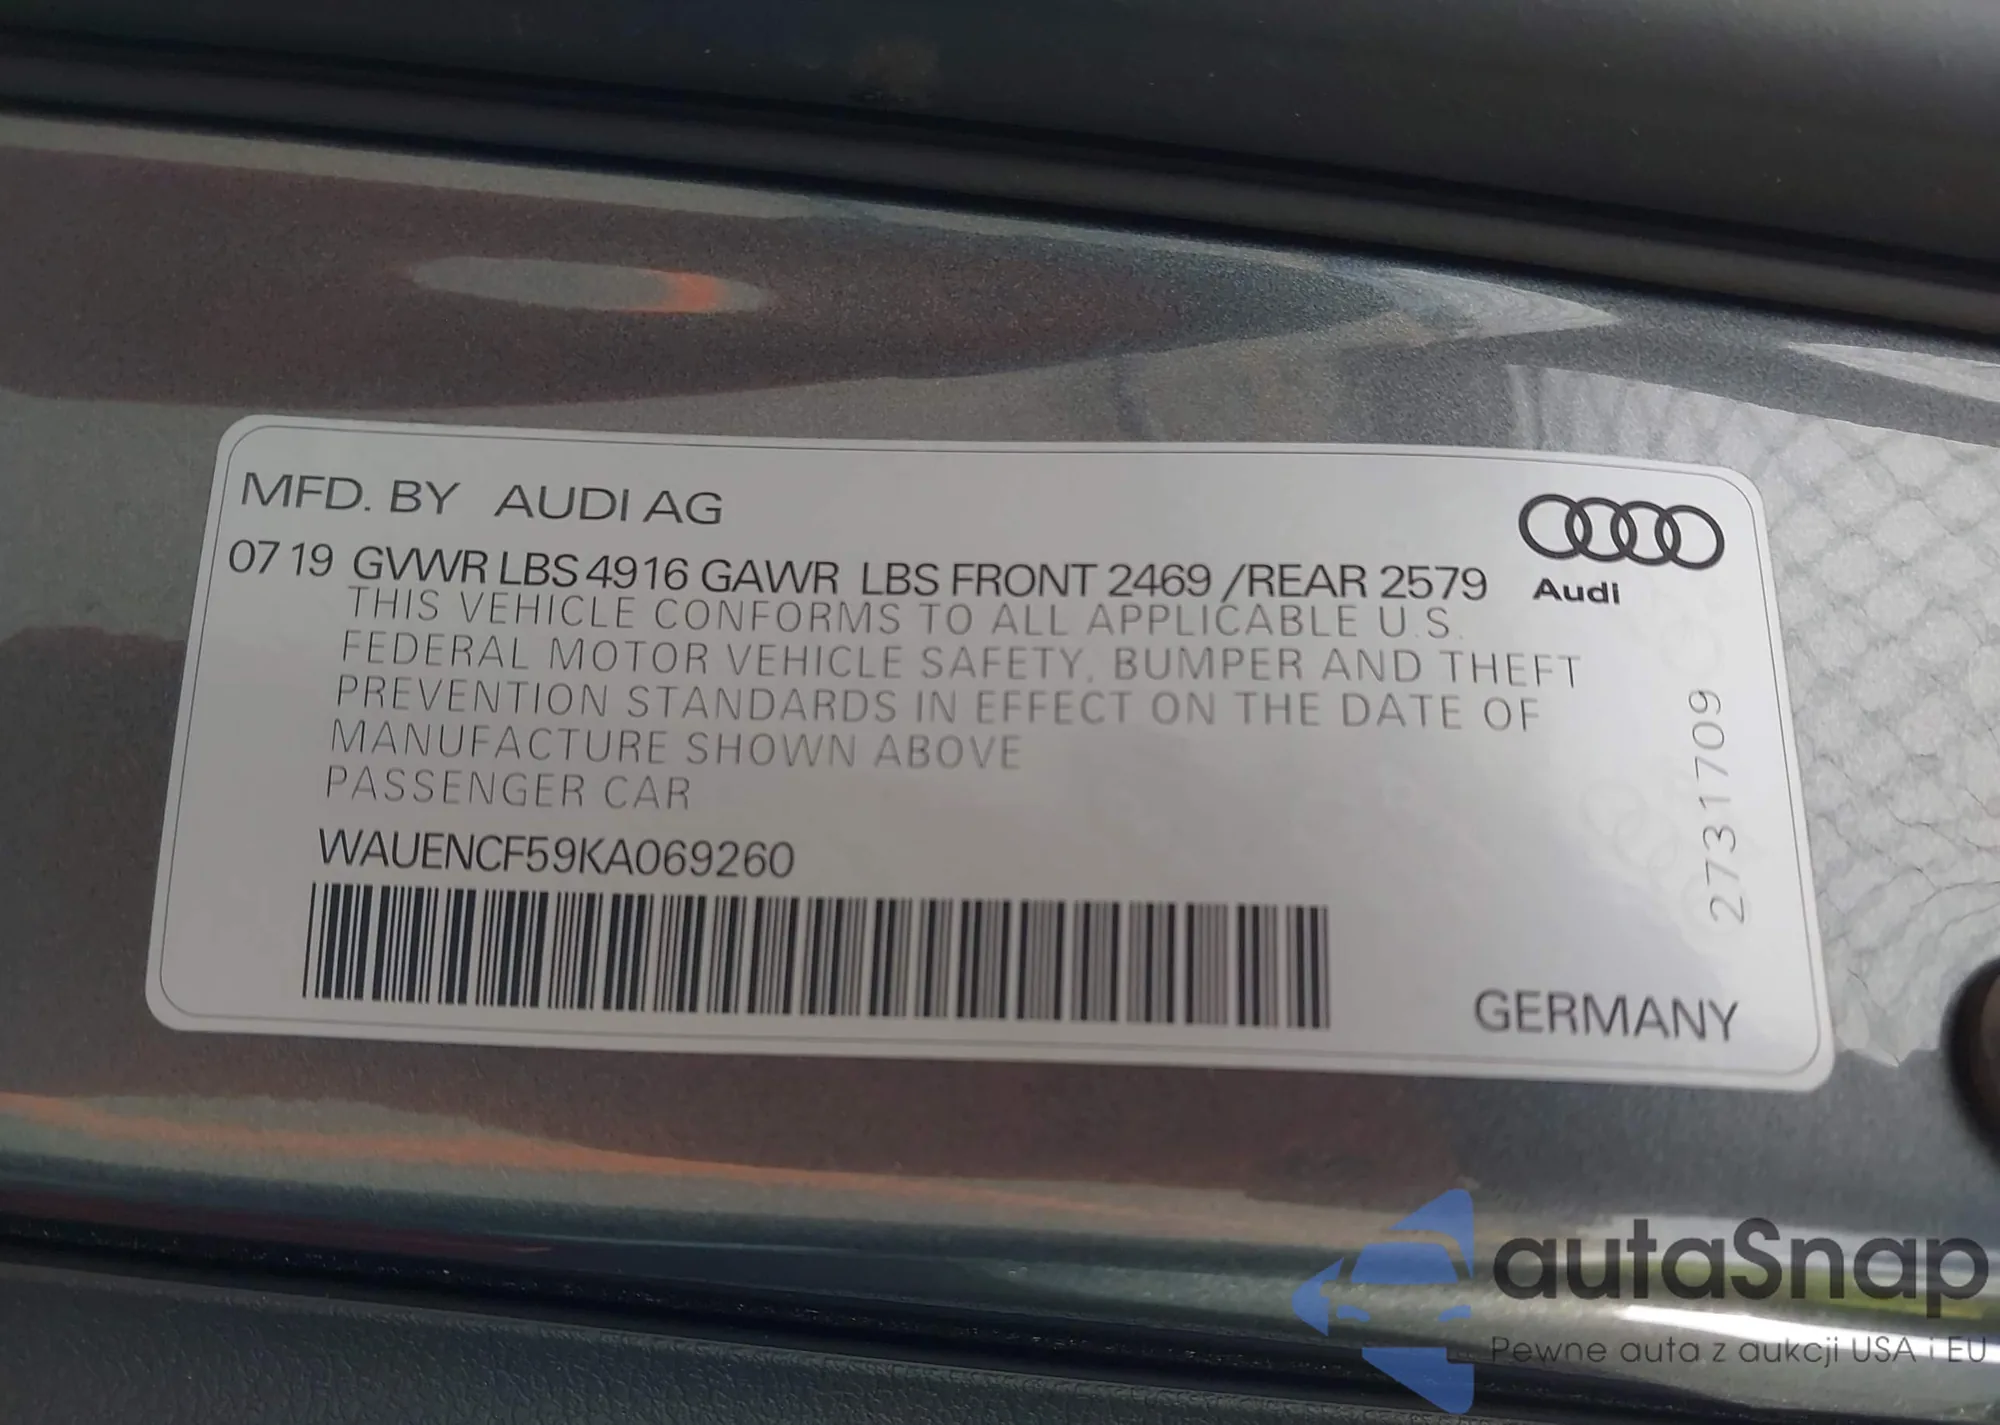 MFD. BY AUDI AG
07 19 GVWR LBS 4916 GAWR LBS FRONT 2469 /REAR 2579
Audi
THIS VEHICLE CONFORMS TO ALL APPLICABLE U.S.
FEDERAL MOTOR VEHICLE SAFETY, BUMPER AND THEFT
PREVENTION STANDARDS IN EFFECT ON THE DATE OF
MANUFACTURE SHOWN ABOVE
PASSENGER CAR
WAUENCF59KA069260
2731709
GERMANY
autaSnap
Pewne auta z aukcji USA i EU